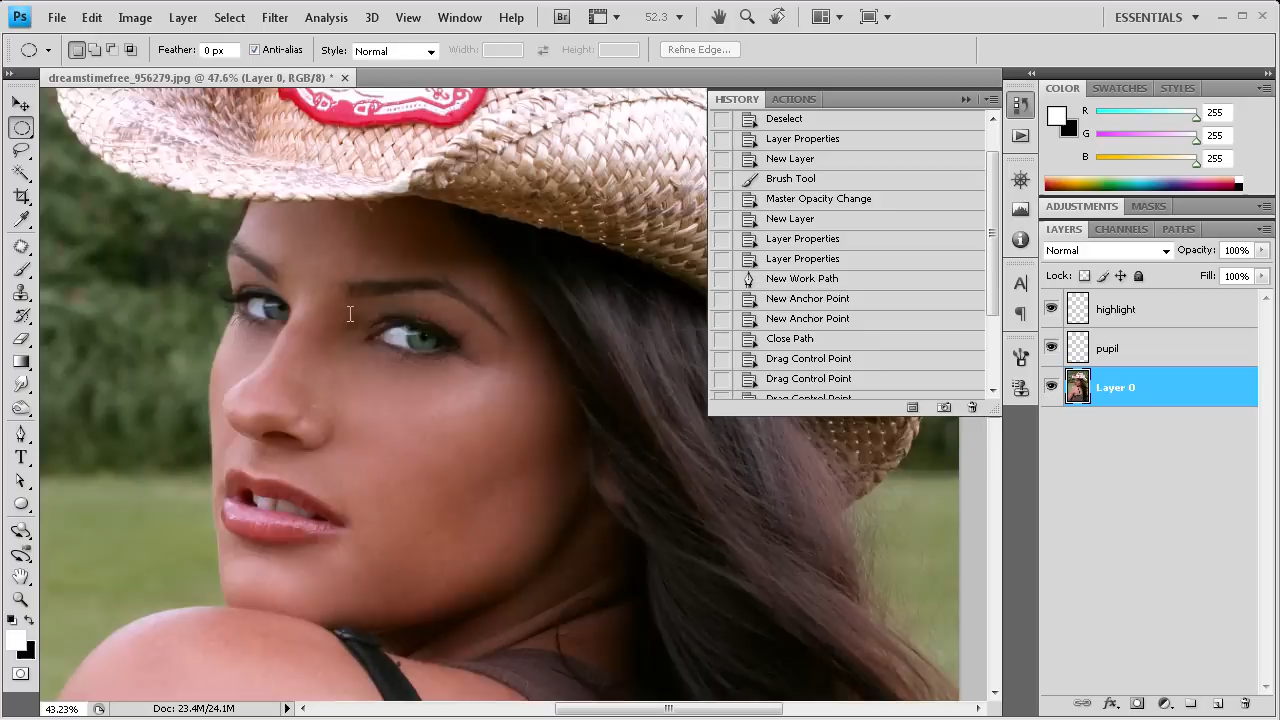 Ps File Edit Image Layer Select Filter Analysis 3D View Window Help Br 52.3 ESSENTIALS
Feather: 0 px Anti-alias Style: Normal Width: Height: Refine Edge...
dreamstimefree_956279.jpg @ 47.6% (Layer 0, RGB/8) *
HISTORY ACTIONS
Deselect
Layer Properties
New Layer
Brush Tool
Master Opacity Change
New Layer
Layer Properties
Layer Properties
New Work Path
New Anchor Point
New Anchor Point
Close Path
Drag Control Point
Drag Control Point
Drag Control Point
COLOR SWATCHES STYLES
R 255
G 255
B 255
ADJUSTMENTS MASKS
LAYERS CHANNELS PATHS
Normal Opacity: 100%
Lock: Fill: 100%
highlight
pupil
Layer 0
43.23% Doc: 23.4M/24.1M